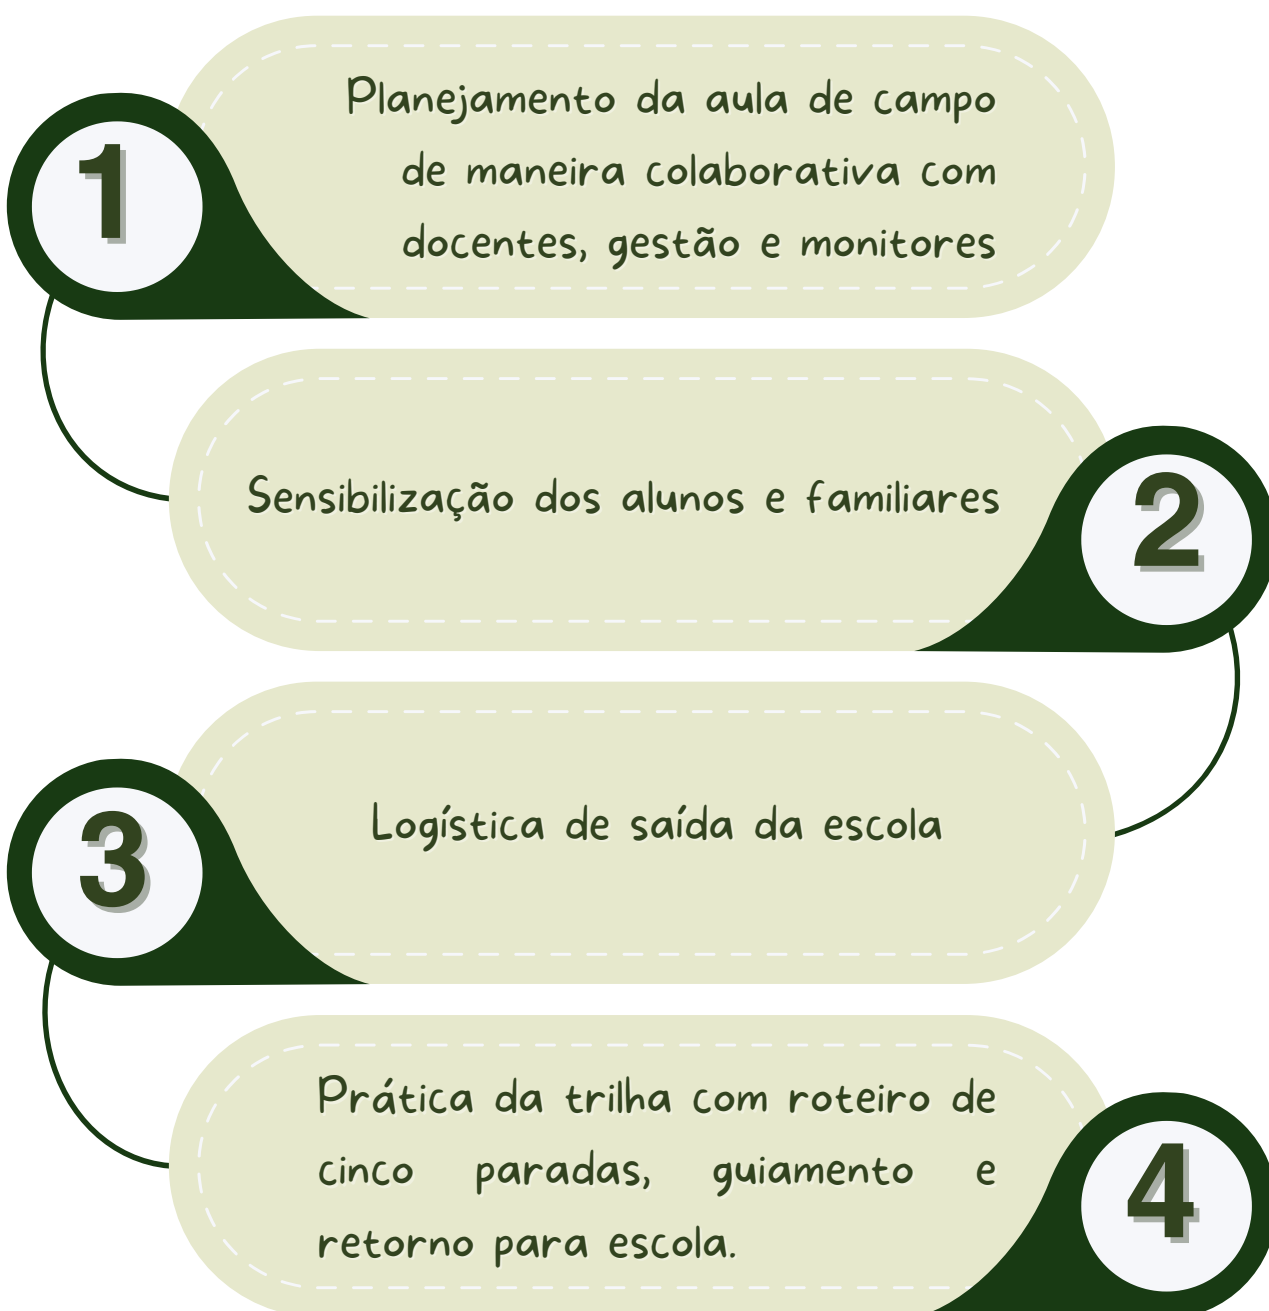 1
Planejamento da aula de campo
de maneira colaborativa com
docentes, gestão e monitores
2
Sensibilização dos alunos e familiares
3
Logística de saída da escola
4
Prática da trilha com roteiro de
cinco paradas, guiamento e
retorno para escola.